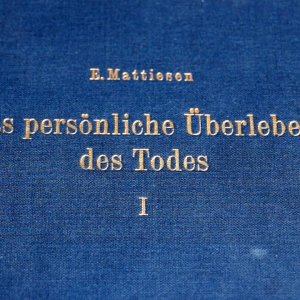 E. Mattiesen
s persönliche Überlebe
des Todes
I